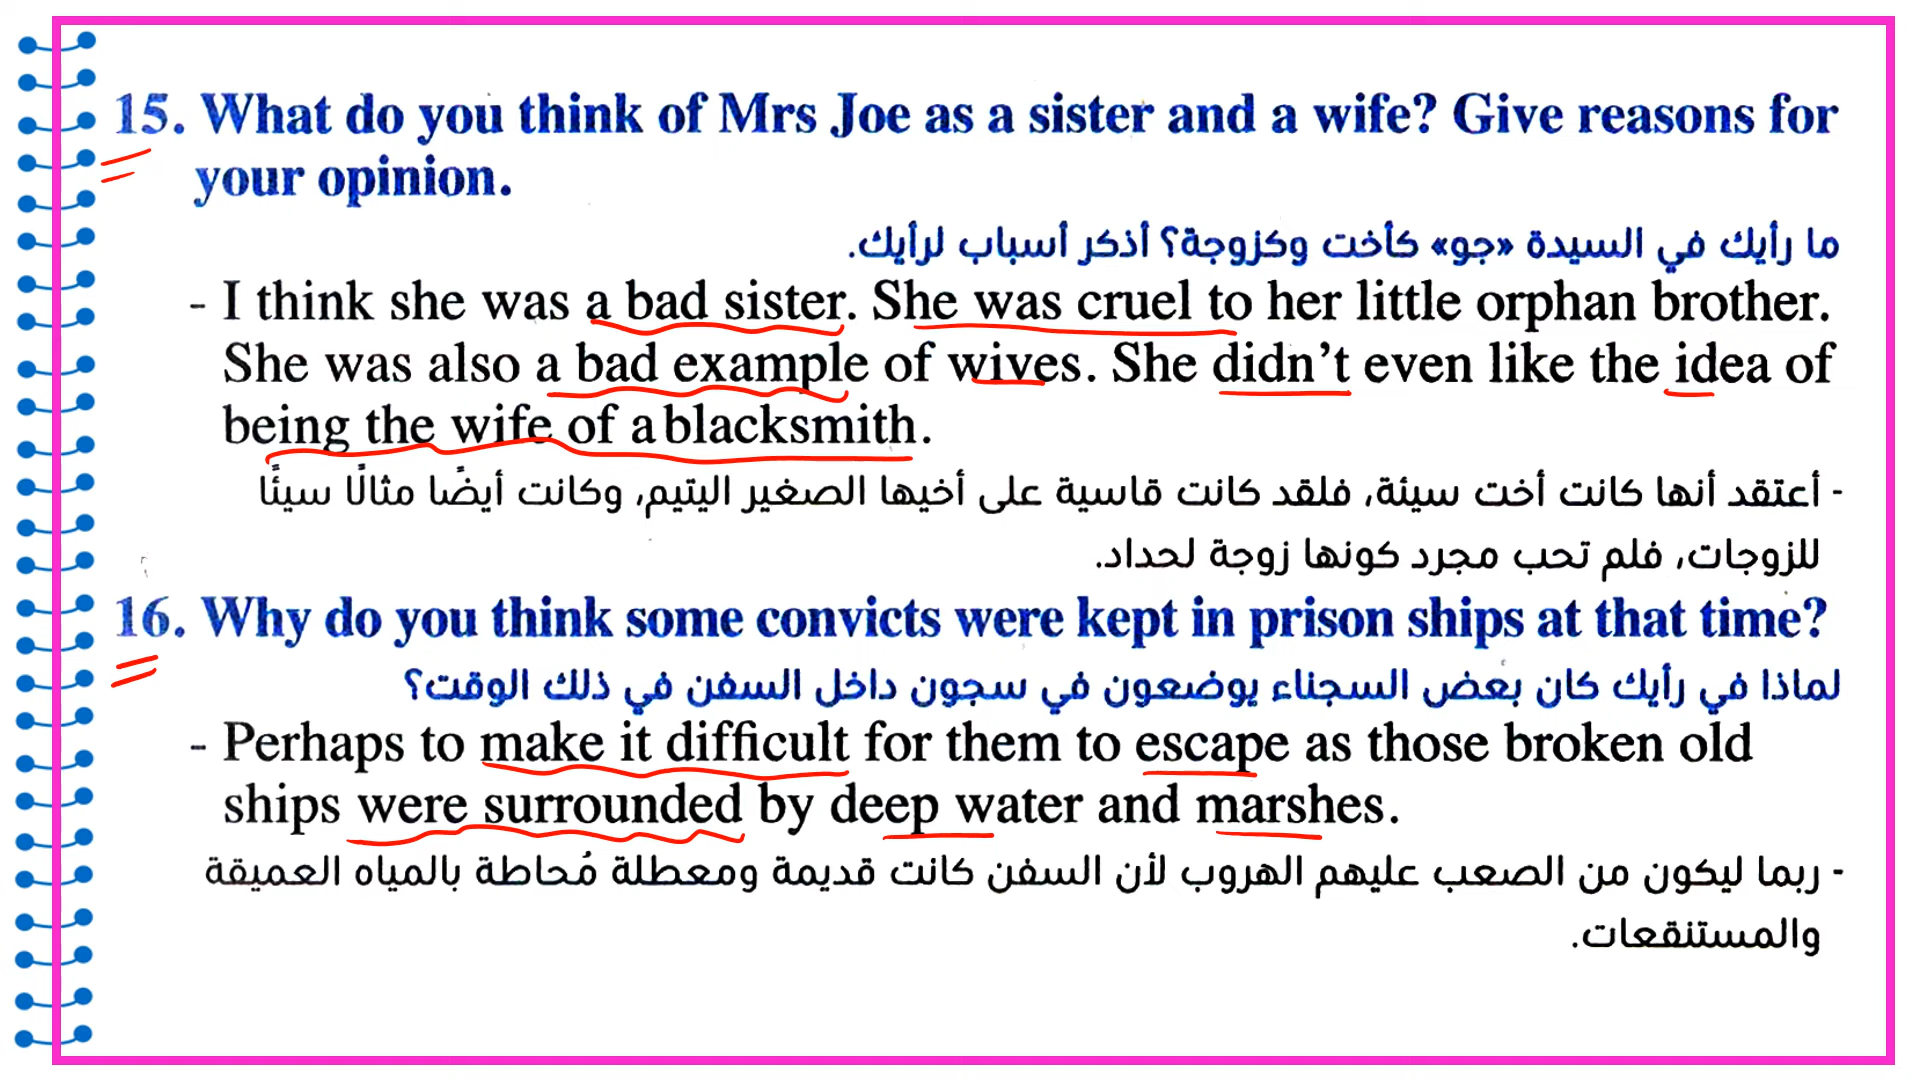 15. What do you think of Mrs Joe as a sister and a wife? Give reasons for
your opinion.
ما رأيك في السيدة «جو» كأخت وكزوجة؟ أذكر أسباب لرأيك.
- I think she was a bad sister. She was cruel to her little orphan brother.
She was also a bad example of wives. She didn't even like the idea of
being the wife of a blacksmith.
- أعتقد أنها كانت أخت سيئة، فلقد كانت قاسية على أخيها الصغير اليتيم، وكانت أيضًا مثالًا سيئًا
للزوجات، فلم تحب مجرد كونها زوجة لحداد.
16. Why do you think some convicts were kept in prison ships at that time?
لماذا في رأيك كان بعض السجناء يوضعون في سجون داخل السفن في ذلك الوقت؟
- Perhaps to make it difficult for them to escape as those broken old
ships were surrounded by deep water and marshes.
- ربما ليكون من الصعب عليهم الهروب لأن السفن كانت قديمة ومعطلة مُحاطة بالمياه العميقة
والمستنقعات.